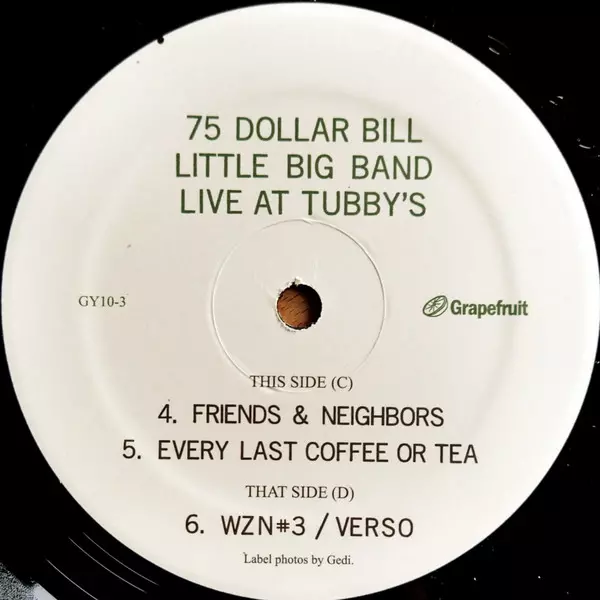 75 DOLLAR BILL
LITTLE BIG BAND
LIVE AT TUBBY'S
GY10-3
Grapefruit
THIS SIDE (C)
4. FRIENDS & NEIGHBORS
5. EVERY LAST COFFEE OR TEA
THAT SIDE (D)
6. WZN#3 / VERSO
Label photos by Gedi.